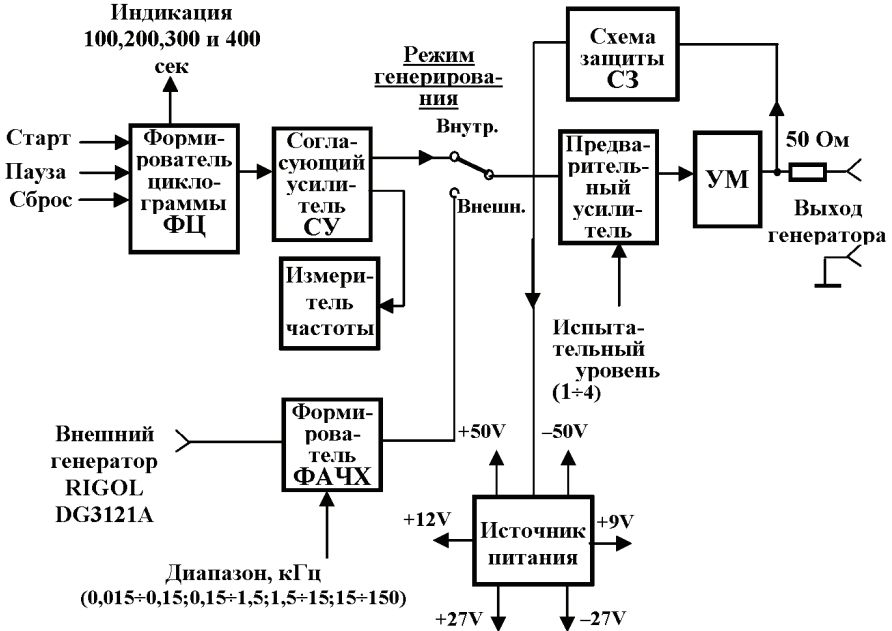 Индикация
100,200,300 и 400
сек
Старт
Пауза
Сброс
Форми-
рователь
цикло-
граммы
ФЦ
Согла-
сующий
усили-
тель
СУ
Измери-
тель
частоты
Режим
генерирова-
ния
Внутр.
Внешн.
Схема
защиты
СЗ
Предва-
ритель-
ный
усили-
тель
УМ
50 Ом
Выход
генератора
Испыта-
тельный
уровень
(1÷4)
Внешний
генератор
RIGOL
DG3121A
Форми-
рова-
тель
ФАЧХ
Диапазон, кГц
(0,015÷0,15;0,15÷1,5;1,5÷15;15÷150)
+50V
–50V
+12V
Источник
питания
+9V
+27V
–27V